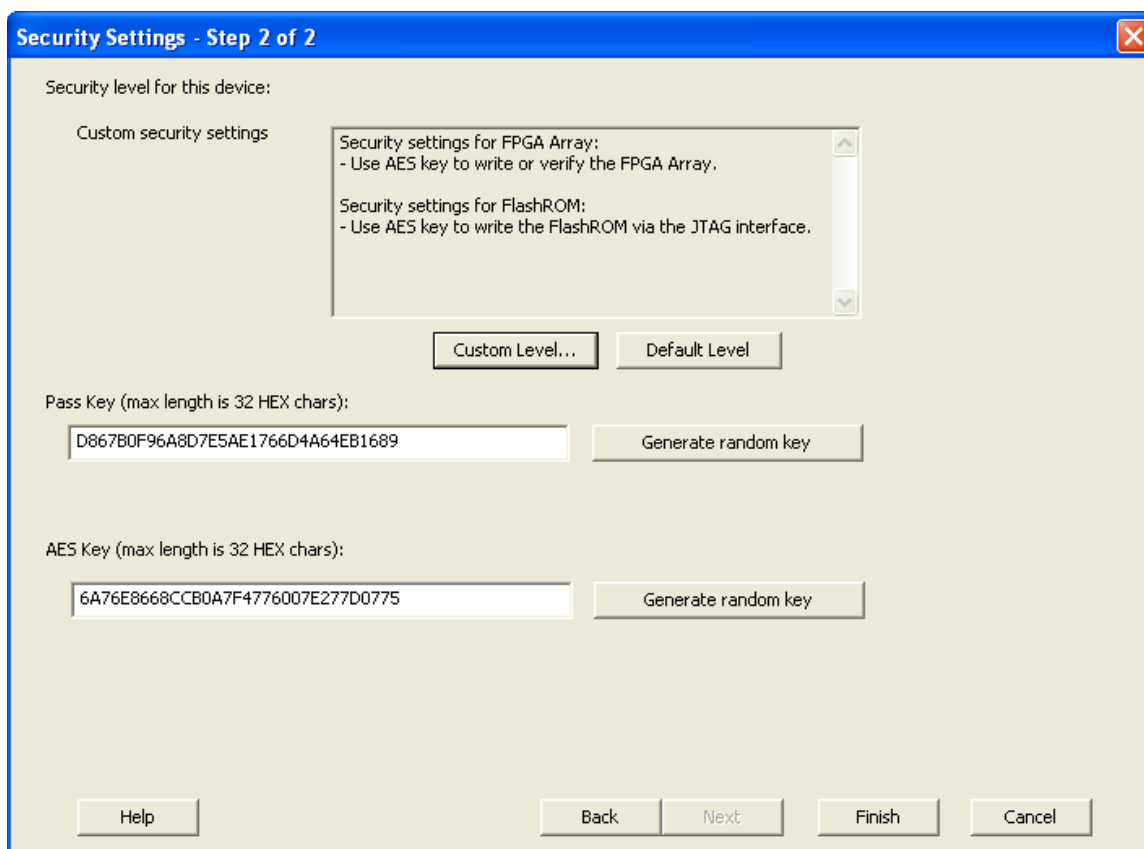 Security Settings - Step 2 of 2
Security level for this device:
Custom security settings
Security settings for FPGA Array:
- Use AES key to write or verify the FPGA Array.
Security settings for FlashROM:
- Use AES key to write the FlashROM via the JTAG interface.
Custom Level...
Default Level
Pass Key (max length is 32 HEX chars):
D867B0F96A8D7E5AE1766D4A64EB1689
Generate random key
AES Key (max length is 32 HEX chars):
6A76E8668CCB0A7F4776007E277D0775
Generate random key
Help
Back
Next
Finish
Cancel